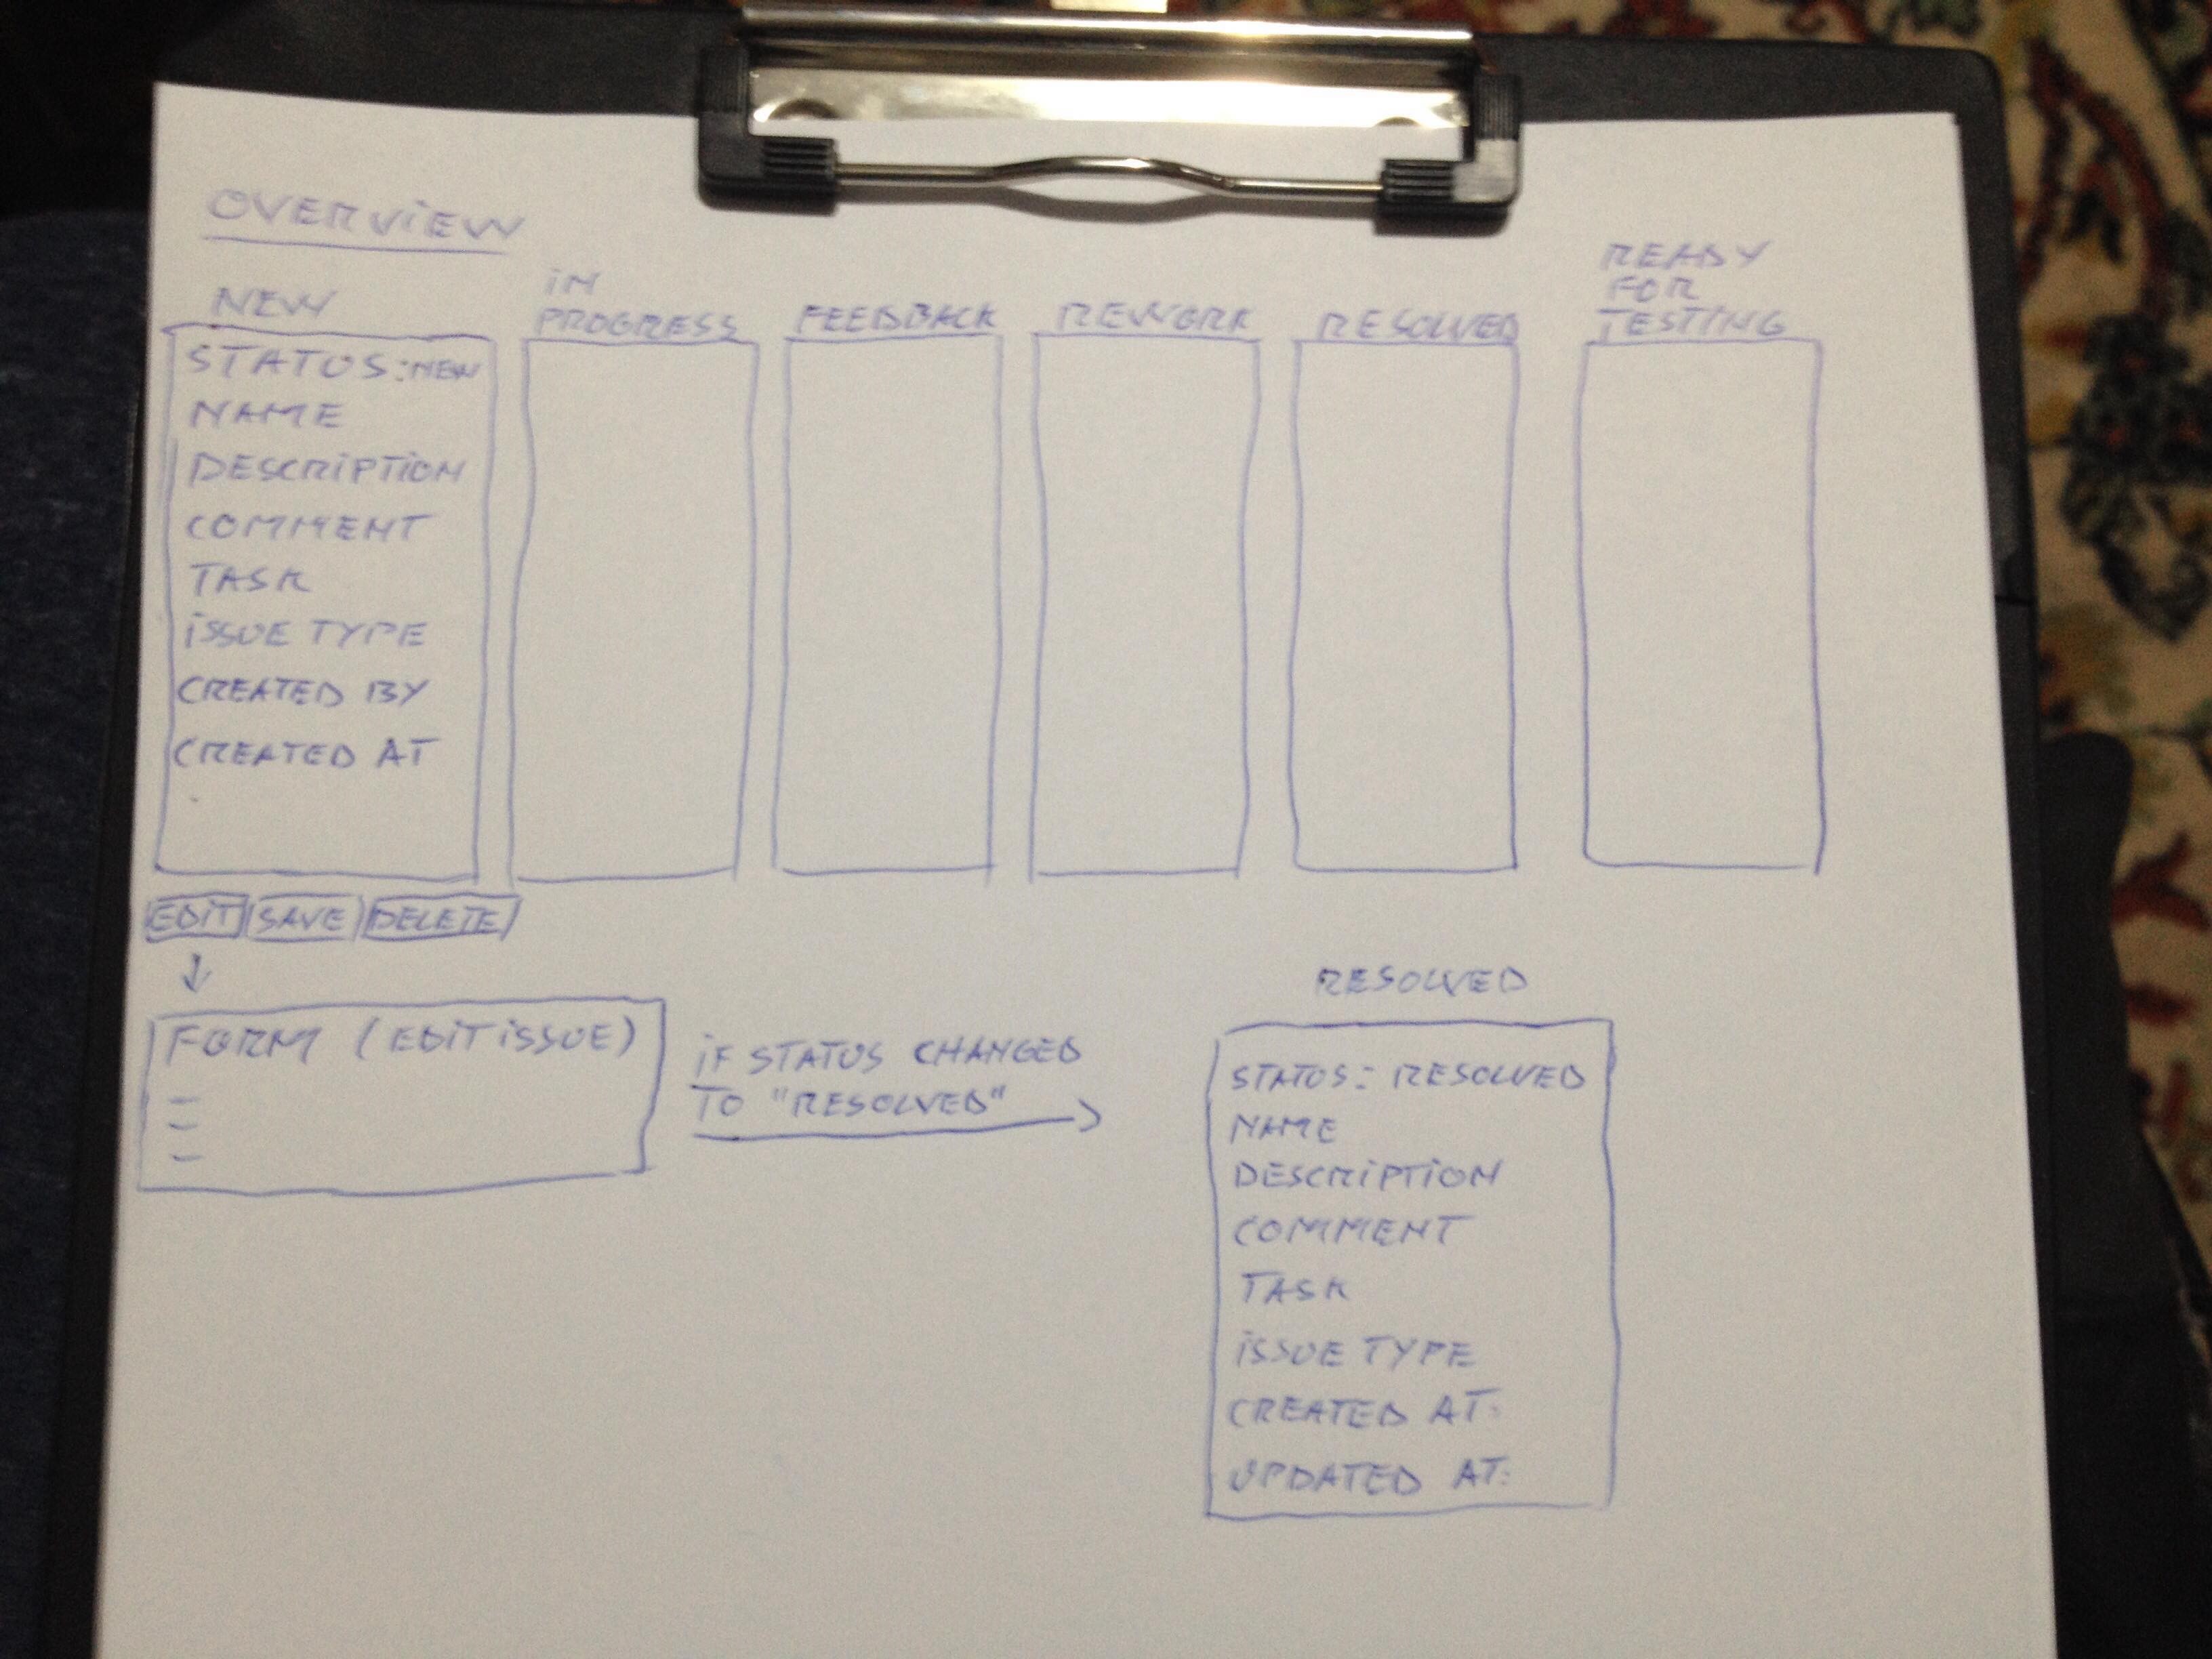 OVERVIEW
NEW
IN
PROGRESS
FEEDBACK
REWORK
RESOLVED
READY
FOR
TESTING
STATUS: NEW
NAME
DESCRIPTION
COMMENT
TASK
ISSUE TYPE
CREATED BY
CREATED AT
EDIT SAVE DELETE
FORM (EDIT ISSUE)
IF STATUS CHANGED
TO "RESOLVED"
RESOLVED
STATUS: RESOLVED
NAME
DESCRIPTION
COMMENT
TASK
ISSUE TYPE
CREATED AT:
UPDATED AT: